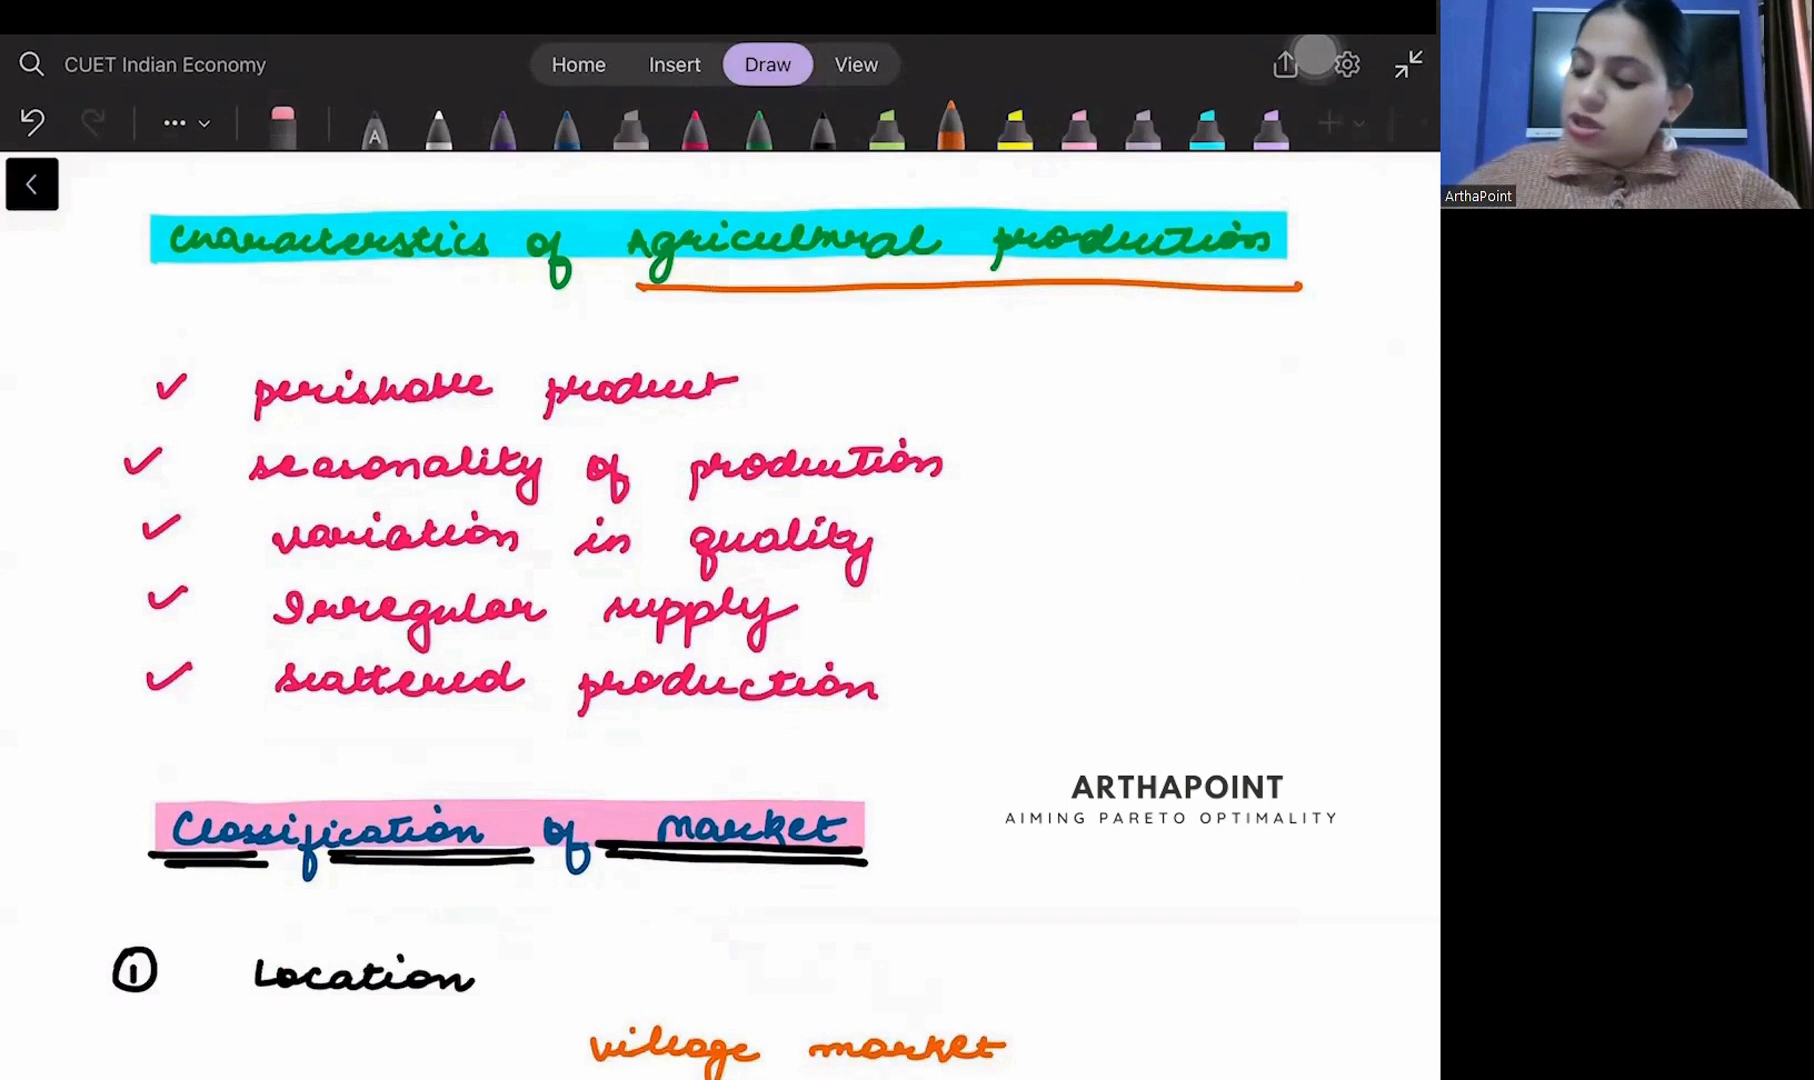 CUET Indian Economy
Home Insert Draw View
A
ArthaPoint
Characterstics of Agricultural production
✓ perishable product
✓ seasonality of production
✓ variation in quality
✓ Irregular supply
✓ scattered production
ARTHAPOINT
AIMING PARETO OPTIMALITY
Classification of Market
① Location
village market